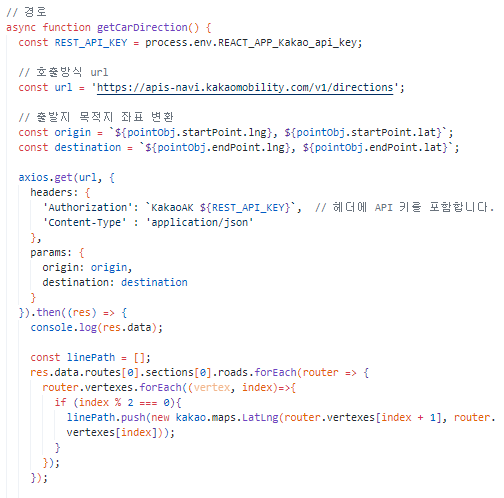 // 경로
async function getCarDirection() {
const REST_API_KEY = process.env.REACT_APP_Kakao_api_key;
// 호출방식 url
const url = 'https://apis-navi.kakaomobility.com/v1/directions';
// 출발지 목적지 좌표 변환
const origin = `${pointObj.startPoint.lng}, ${pointObj.startPoint.lat}`;
const destination = `${pointObj.endPoint.lng}, ${pointObj.endPoint.lat}`;
axios.get(url, {
headers: {
'Authorization': `KakaoAK ${REST_API_KEY}`,  // 헤더에 API 키를 포함합니다.
'Content-Type' : 'application/json'
},
params: {
origin: origin,
destination: destination
}
}).then((res) => {
console.log(res.data);
const linePath = [];
res.data.routes[0].sections[0].roads.forEach(router => {
router.vertexes.forEach((vertex, index)=>{
if (index % 2 === 0){
linePath.push(new kakao.maps.LatLng(router.vertexes[index + 1], router.
vertexes[index]));
}
});
});